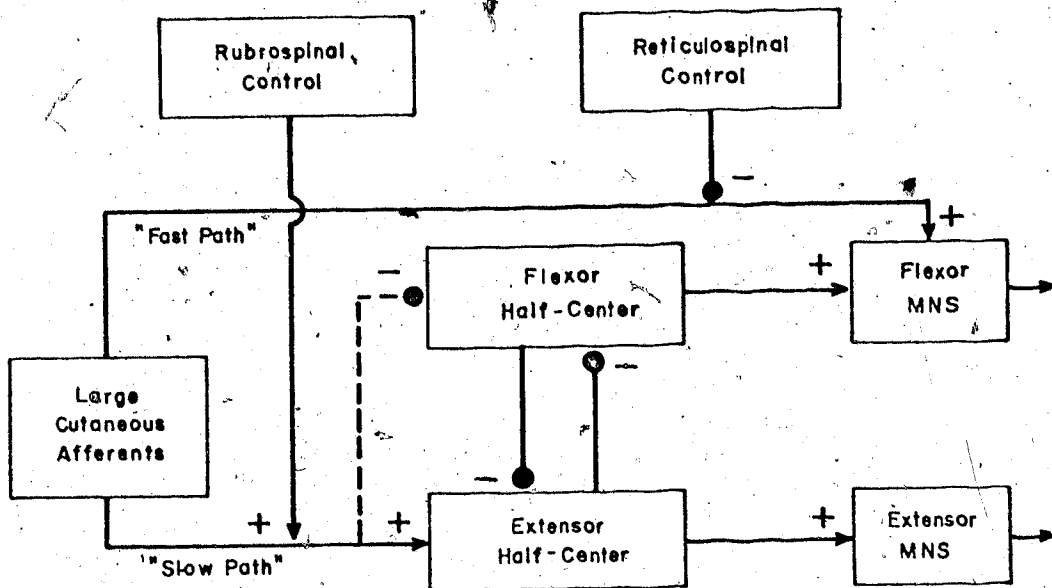 Rubrospinal
Control
Reticulospinal
Control
−
"Fast Path"
+
−
Flexor
Half-Center
+
Flexor
MNS
Large
Cutaneous
Afferents
−
−
+
"Slow Path"
+
Extensor
Half-Center
+
Extensor
MNS